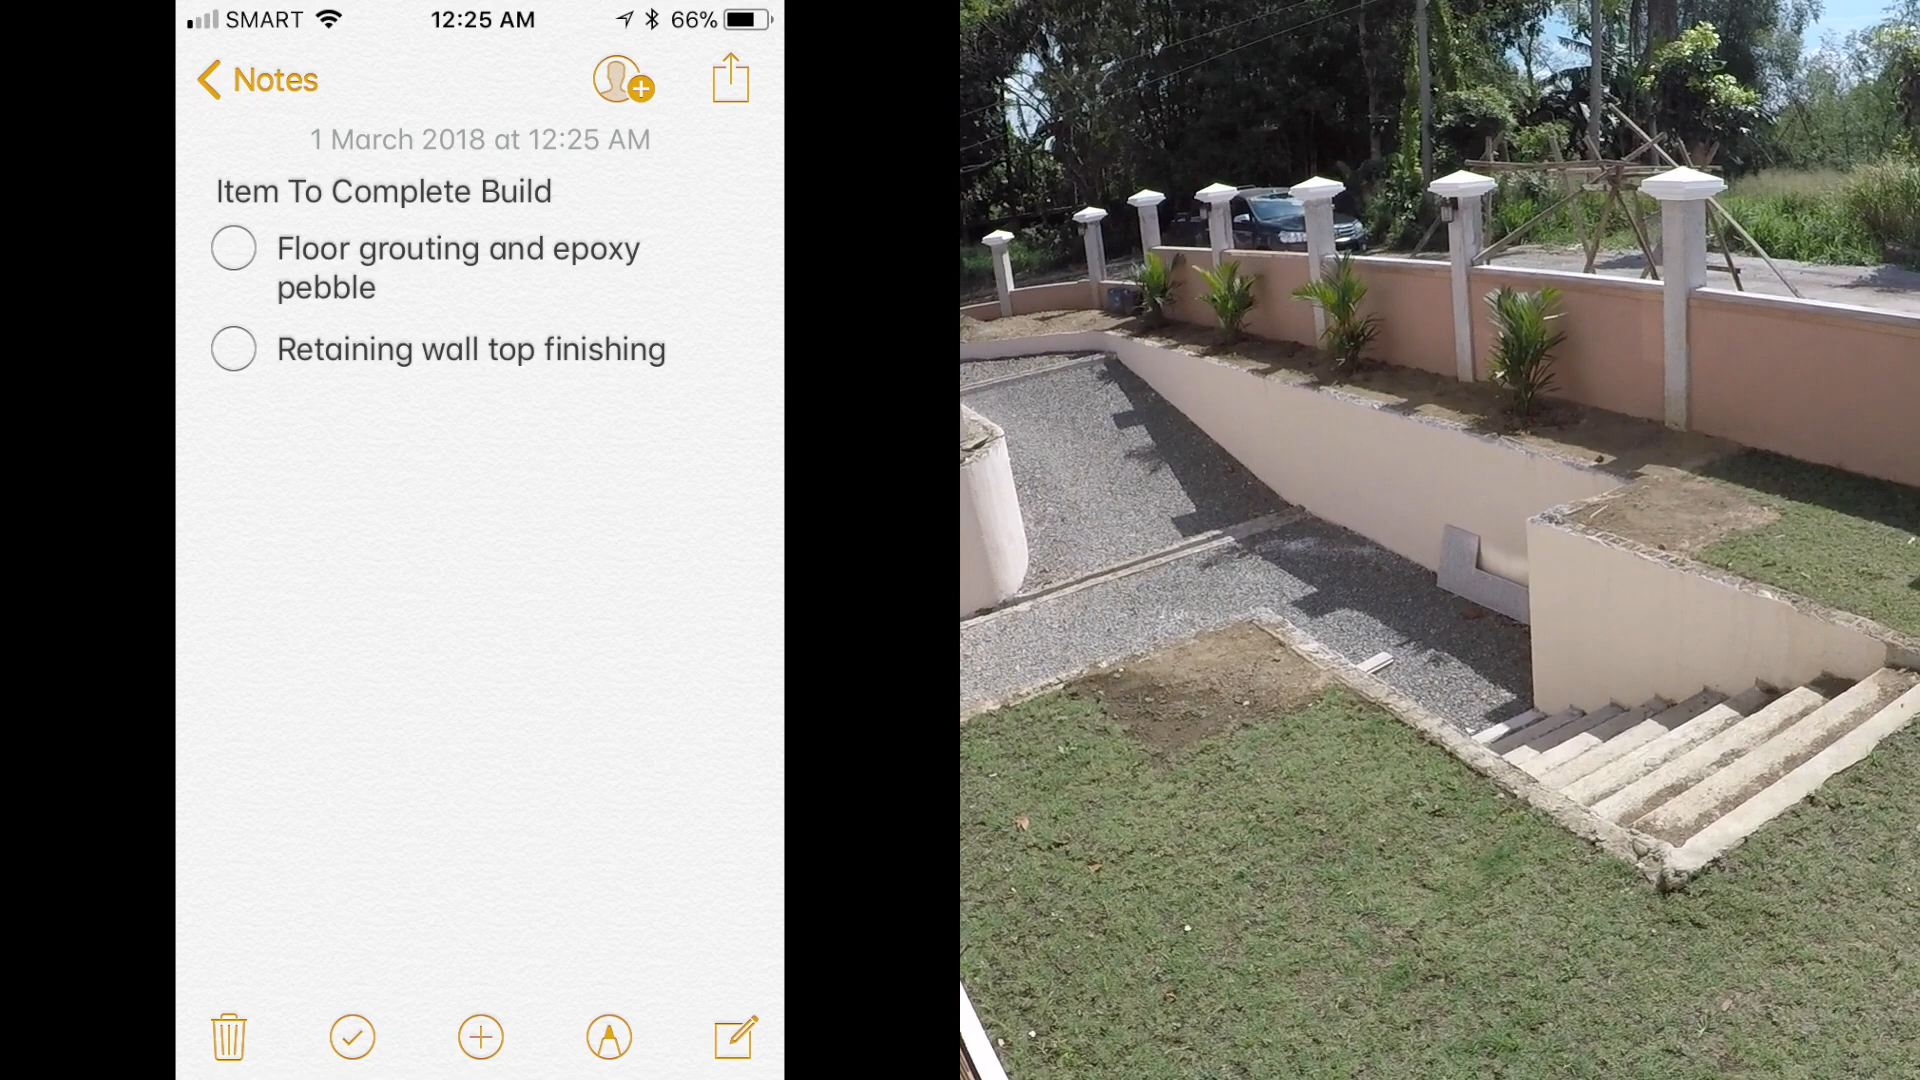 SMART 12:25 AM 66%
Notes
1 March 2018 at 12:25 AM
Item To Complete Build
Floor grouting and epoxy
pebble
Retaining wall top finishing